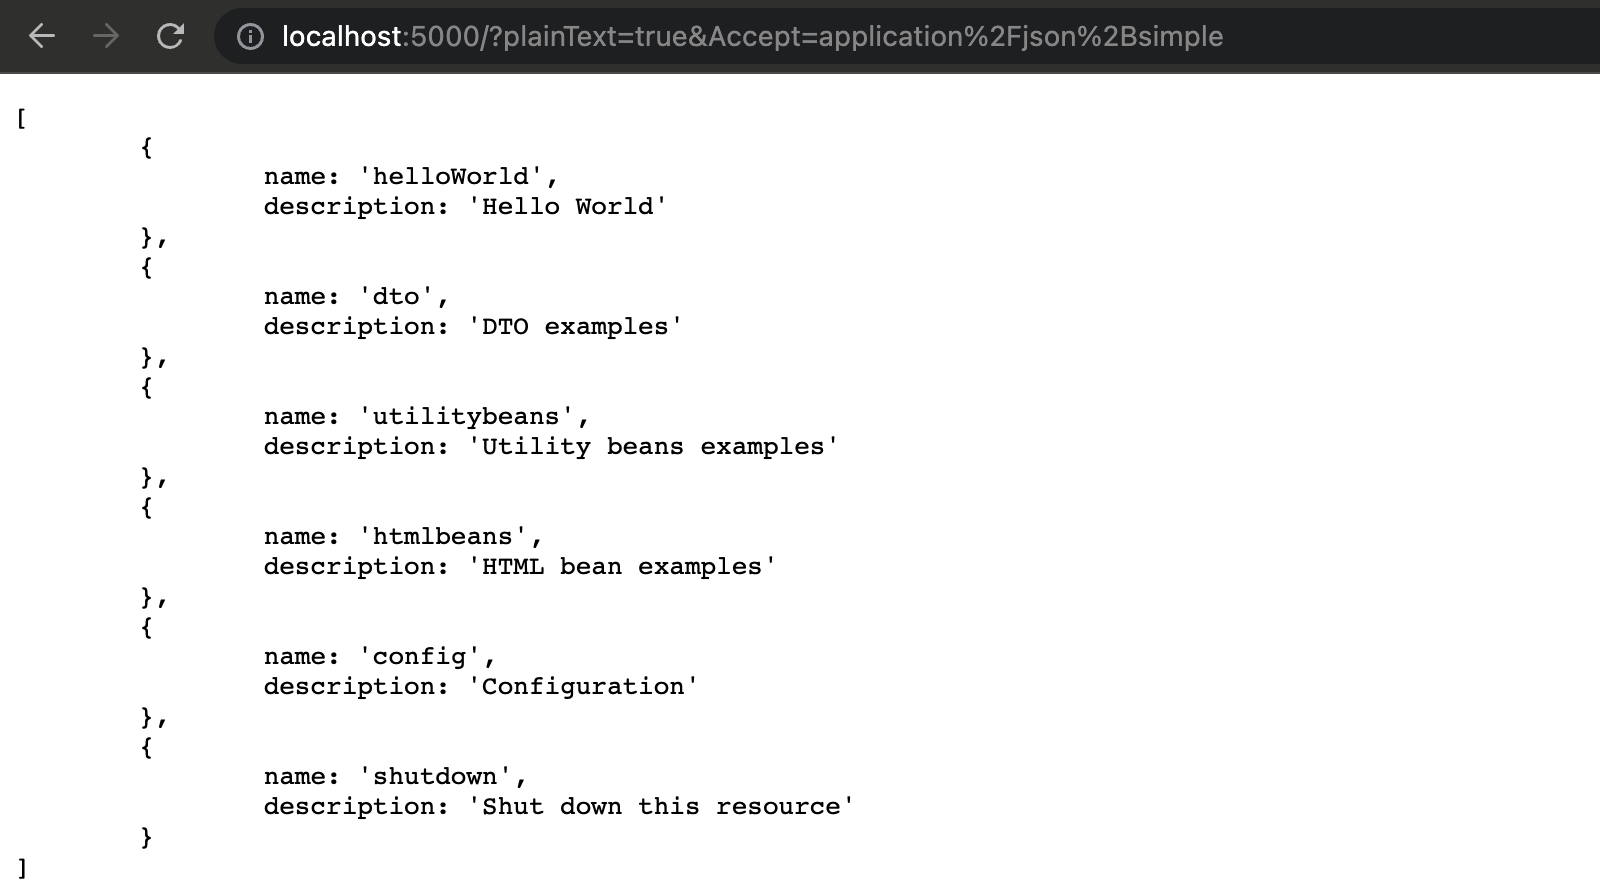 localhost:5000/?plainText=true&Accept=application%2Fjson%2Bsimple
[
	{
		name: 'helloWorld',
		description: 'Hello World'
	},
	{
		name: 'dto',
		description: 'DTO examples'
	},
	{
		name: 'utilitybeans',
		description: 'Utility beans examples'
	},
	{
		name: 'htmlbeans',
		description: 'HTML bean examples'
	},
	{
		name: 'config',
		description: 'Configuration'
	},
	{
		name: 'shutdown',
		description: 'Shut down this resource'
	}
]